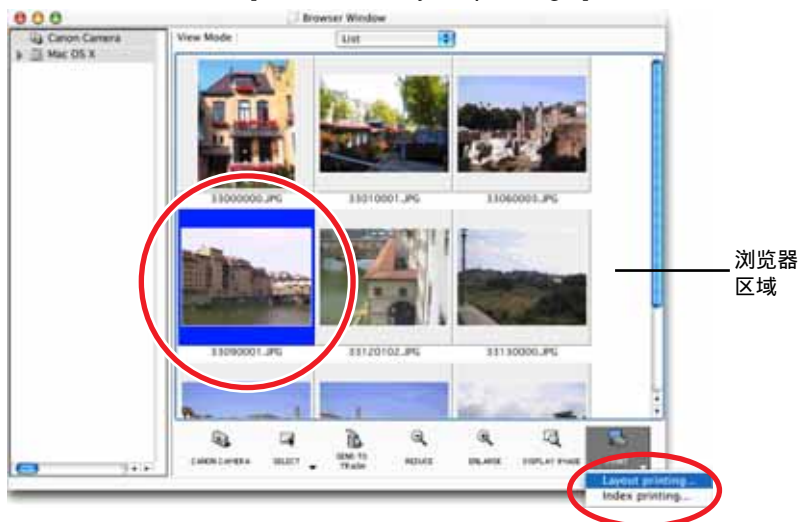 Browser Window
Canon Camera
Mac OS X
View Mode :
List
33000000.JPG
33010001.JPG
33060003.JPG
33090001.JPG
33120102.JPG
33130000.JPG
浏览器
区域
CANON CAMERA
SELECT
SEND TO
TRASH
REDUCE
ENLARGE
DISPLAY IMAGE
Layout printing...
Index printing...